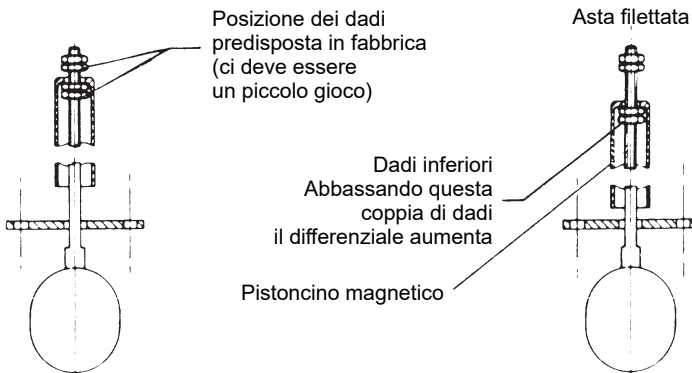 Posizione dei dadi
predisposta in fabbrica
(ci deve essere
un piccolo gioco)
Asta filettata
Dadi inferiori
Abbassando questa
coppia di dadi
il differenziale aumenta
Pistoncino magnetico